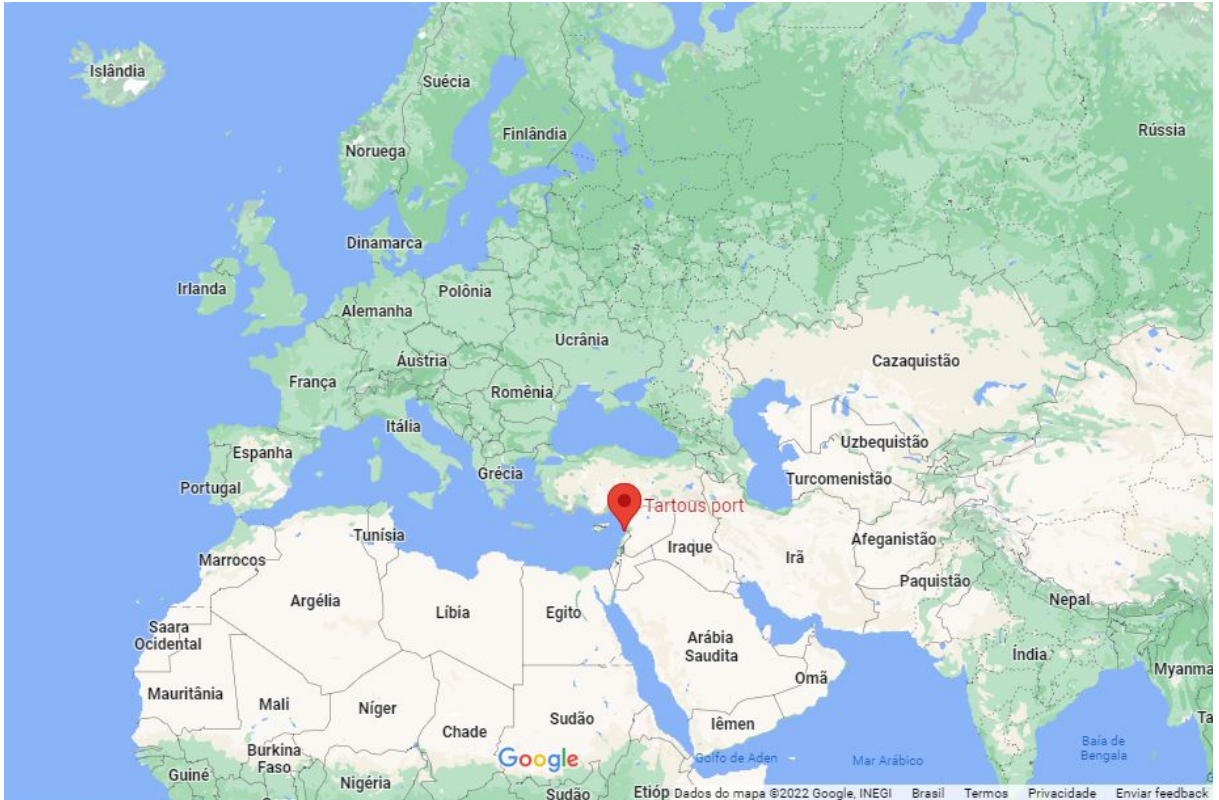 Islândia
Suécia
Finlândia
Rússia
Noruega
Dinamarca
Irlanda
Polônia
Alemanha
Ucrânia
Áustria
Cazaquistão
França
Romênia
Itália
Uzbequistão
Espanha
Grécia
Turcomenistão
Portugal
Tartous port
Tunísia
Afeganistão
Iraque
Irã
Marrocos
Paquistão
Nepal
Argélia
Líbia
Egito
Saara
Ocidental
Arábia
Saudita
Índia
Myanma
Omã
Mauritânia
Mali
Níger
Sudão
Iêmen
Ta
Chade
Burkina
Faso
Google
Golfo de Aden
Mar Arábico
Baía de
Bengala
Guiné
Nigéria
Sudão
Etióp
Dados do mapa ©2022 Google, INEGI Brasil Termos Privacidade Enviar feedback